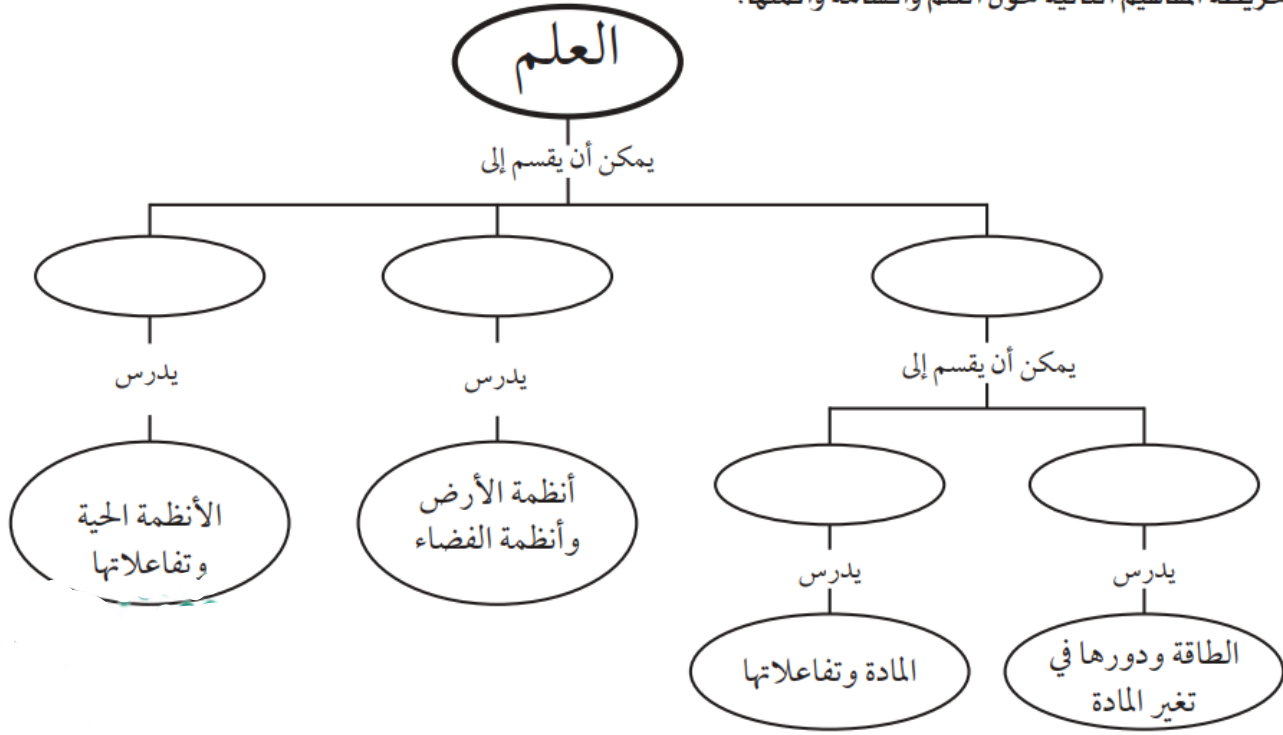 العلم
يمكن أن يقسم إلى
يمكن أن يقسم إلى
يدرس
يدرس
أنظمة الأرض
وأنظمة الفضاء
الأنظمة الحية
وتفاعلاتها
يدرس
يدرس
الطاقة ودورها في
تغير المادة
المادة وتفاعلاتها